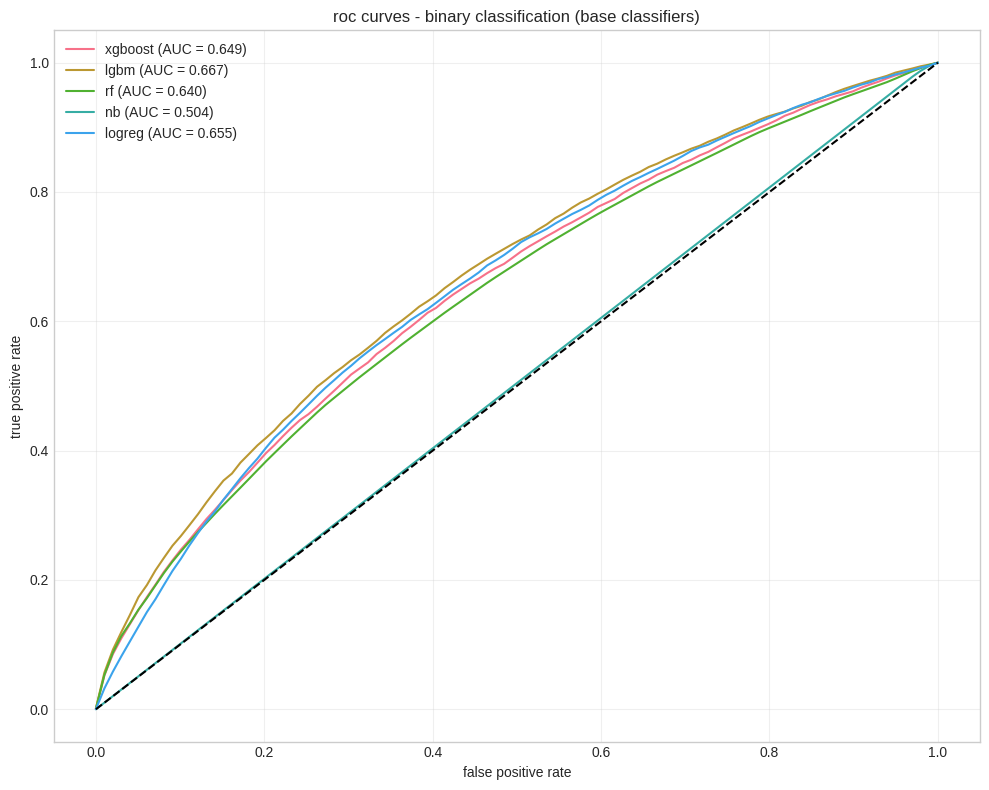 roc curves - binary classification (base classifiers)
xgboost (AUC = 0.649)
lgbm (AUC = 0.667)
rf (AUC = 0.640)
nb (AUC = 0.504)
logreg (AUC = 0.655)
true positive rate
1.0
0.8
0.6
0.4
0.2
0.0
0.0 0.2 0.4 0.6 0.8 1.0
false positive rate